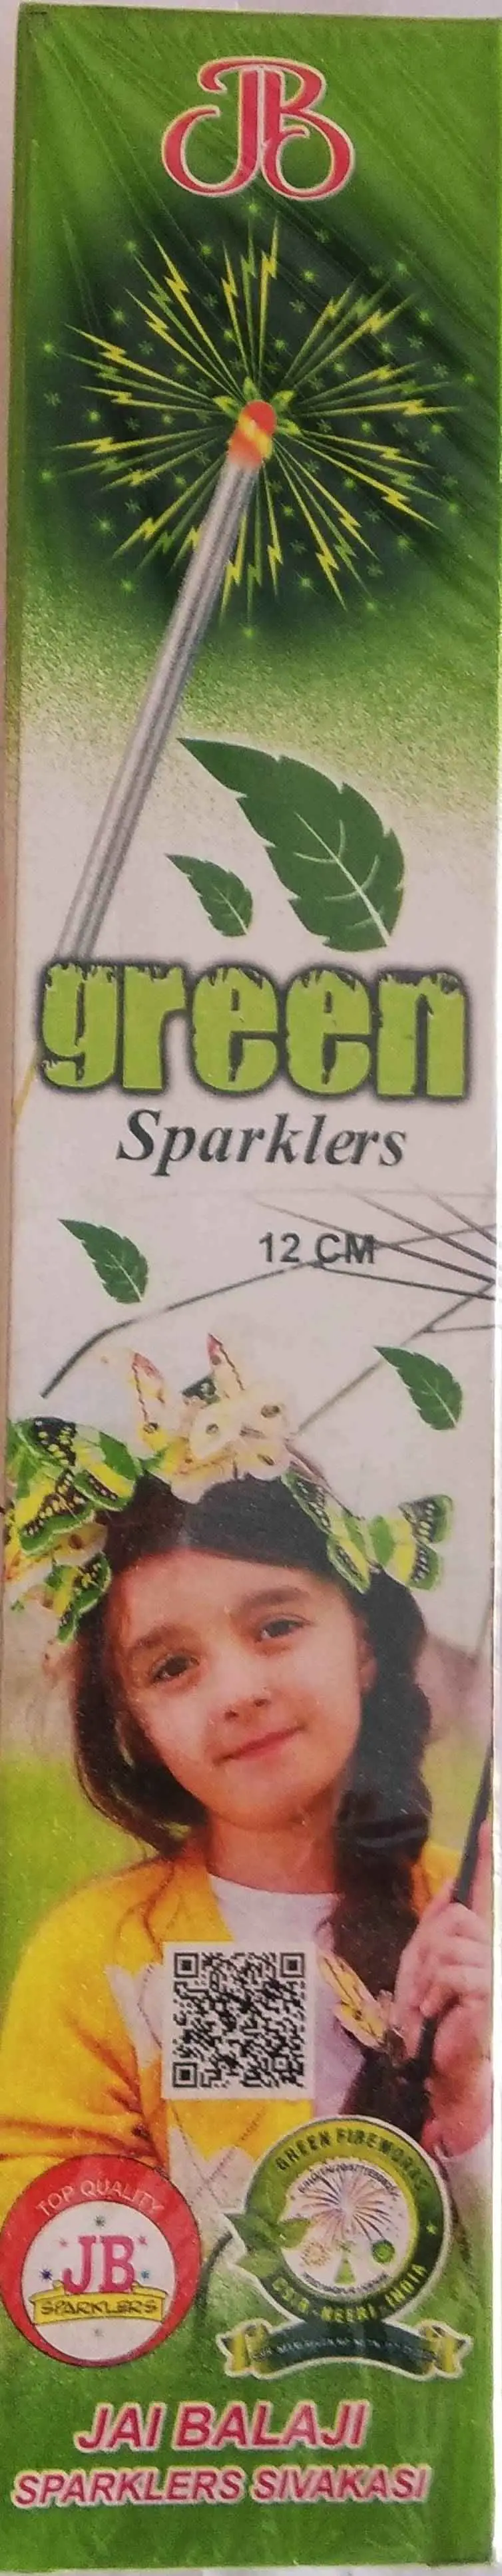 JB
green
Sparklers
12 CM
TOP QUALITY
JB
SPARKLERS
GREEN FIREWORKS
CSIR-NEERI, INDIA
JAI BALAJI
SPARKLERS SIVAKASI